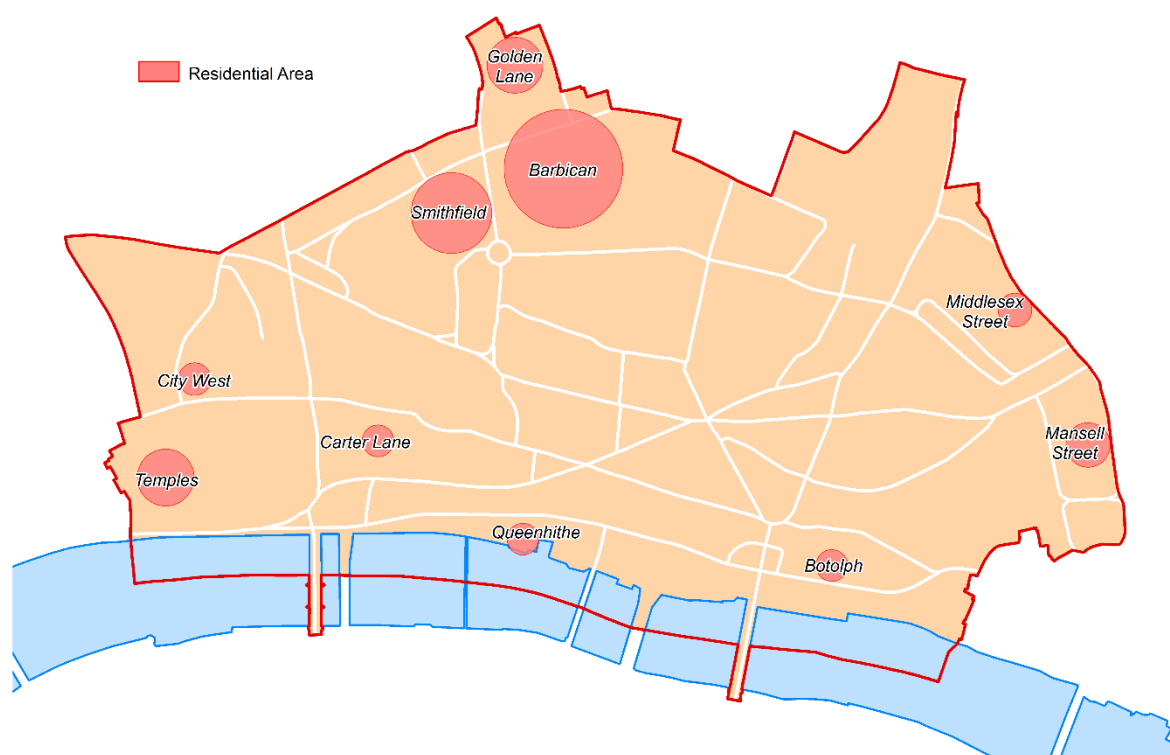 Golden
Lane
Residential Area
Barbican
Smithfield
Middlesex
Street
City West
Carter Lane
Mansell
Street
Temples
Queenhithe
Botolph